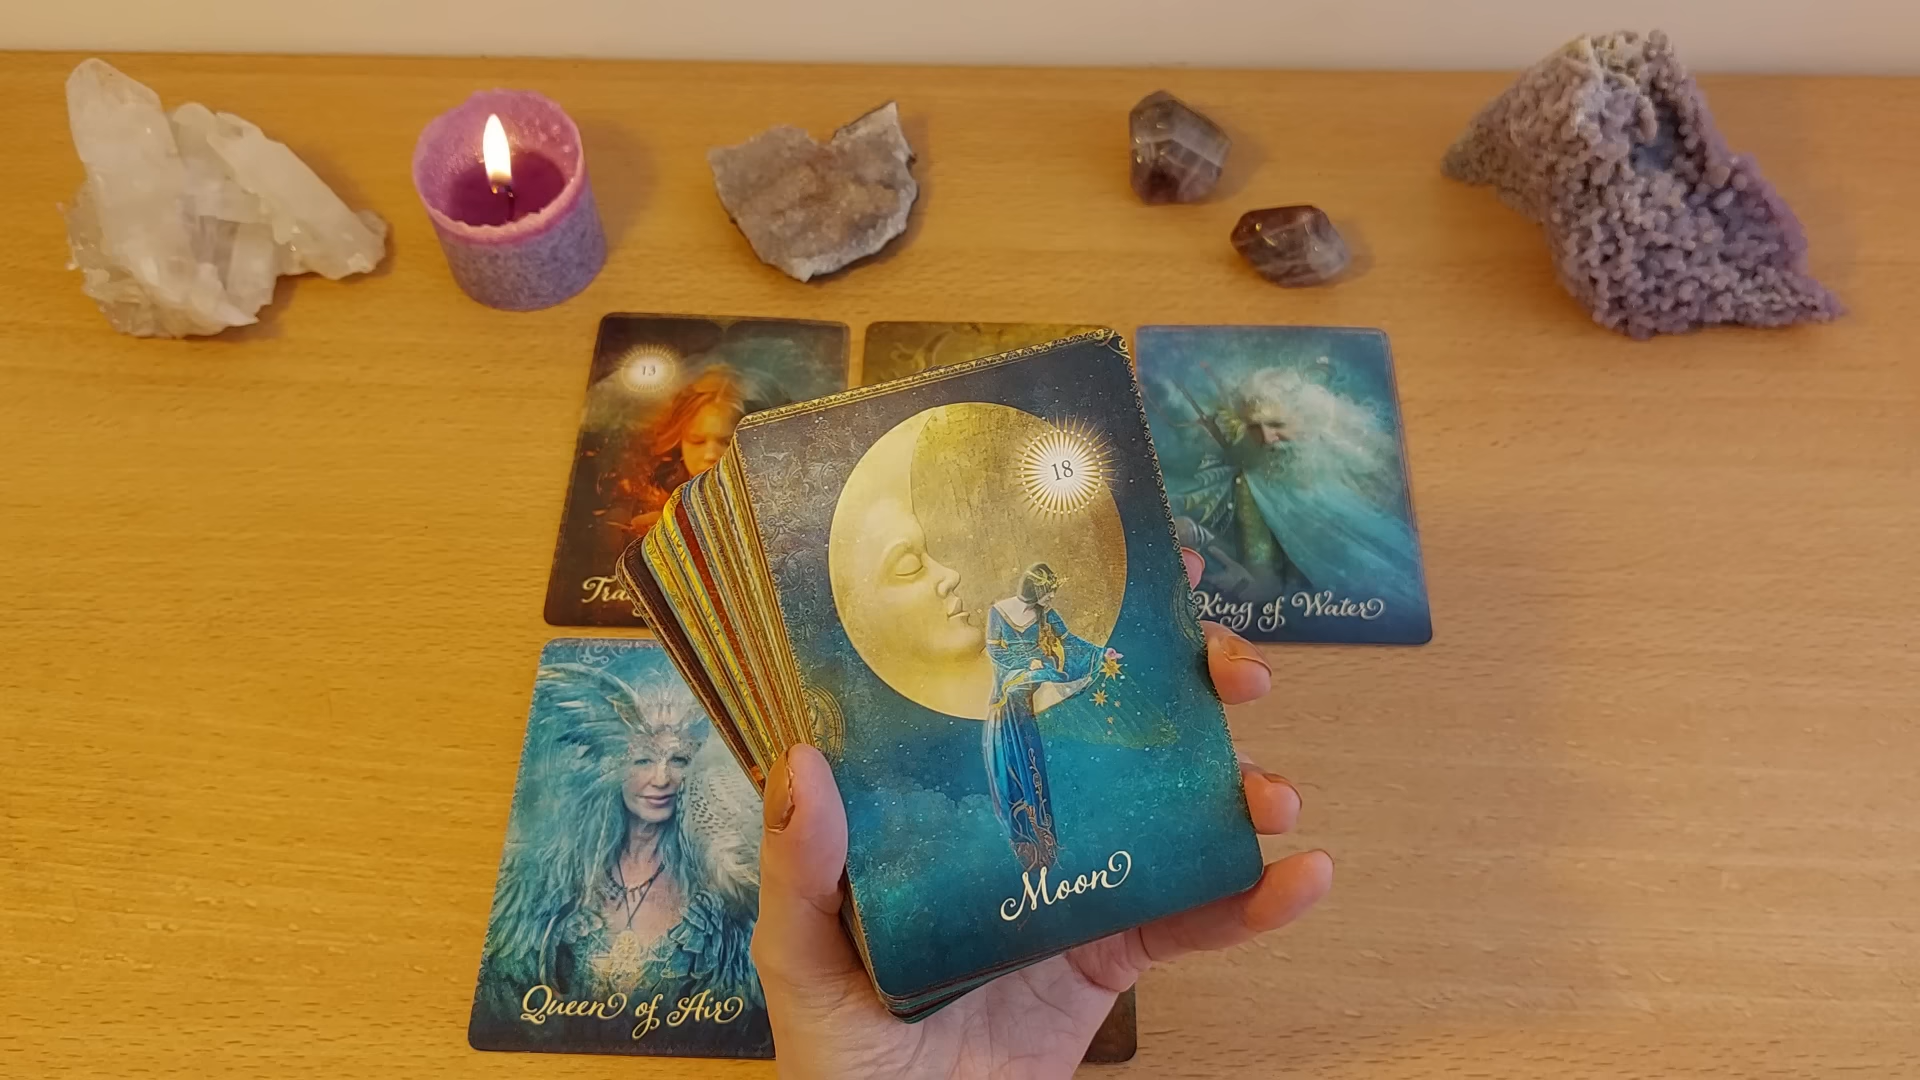 13
18
King of Water
Moon
Queen of Air